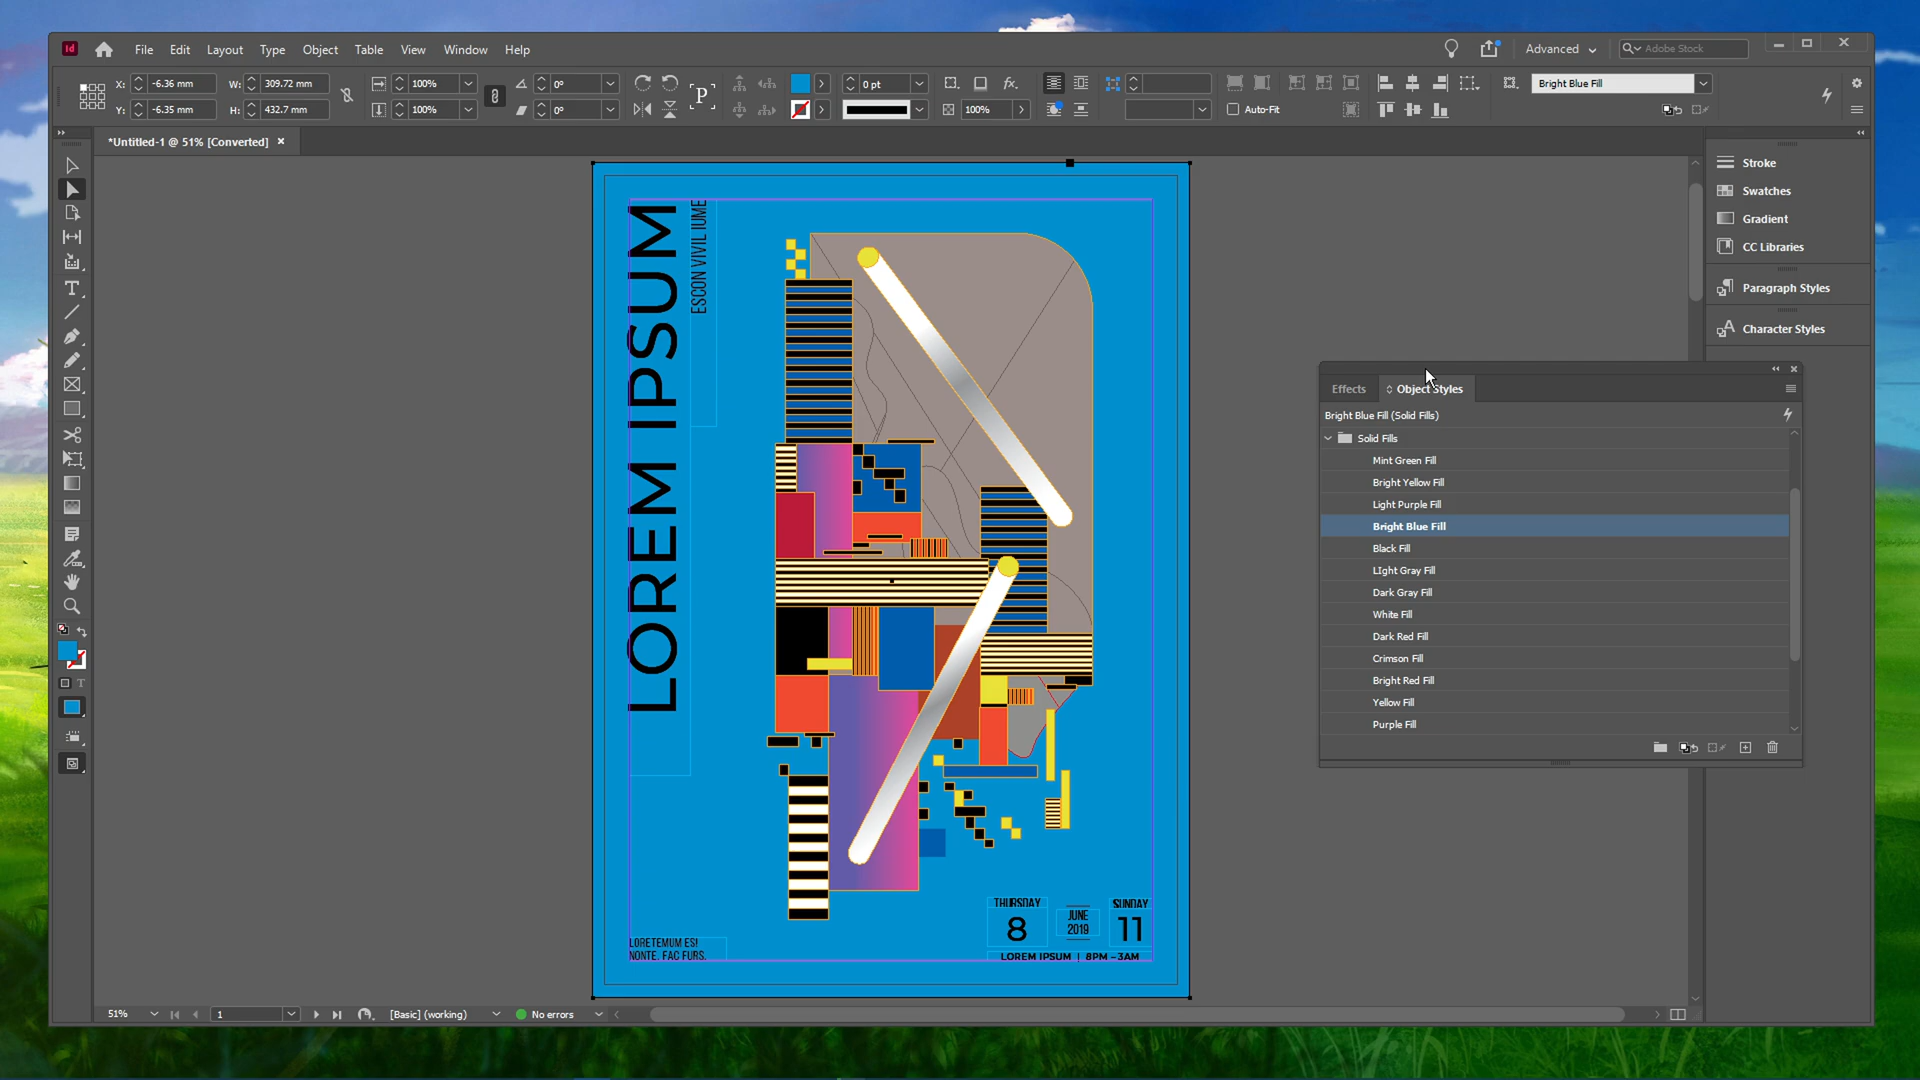 Id
File Edit Layout Type Object Table View Window Help
Advanced
Adobe Stock
X: -6.36 mm W: 309.72 mm 100% 0° P 0 pt fx. Bright Blue Fill
Y: -6.35 mm H: 432.7 mm 100% 0° 100% Auto-Fit
*Untitled-1 @ 51% [Converted]
LOREM IPSUM
ESCON VIVIL IUME
THURSDAY
8
JUNE
2019
SUNDAY
11
LOREM IPSUM | 8PM –3AM
LORETEMUM ES!
NONTE. FAC FURS.
Stroke
Swatches
Gradient
CC Libraries
Paragraph Styles
Character Styles
Effects Object Styles
Bright Blue Fill (Solid Fills)
Solid Fills
Mint Green Fill
Bright Yellow Fill
Light Purple Fill
Bright Blue Fill
Black Fill
LIght Gray Fill
Dark Gray Fill
White Fill
Dark Red Fill
Crimson Fill
Bright Red Fill
Yellow Fill
Purple Fill
51% 1 [Basic] (working) No errors